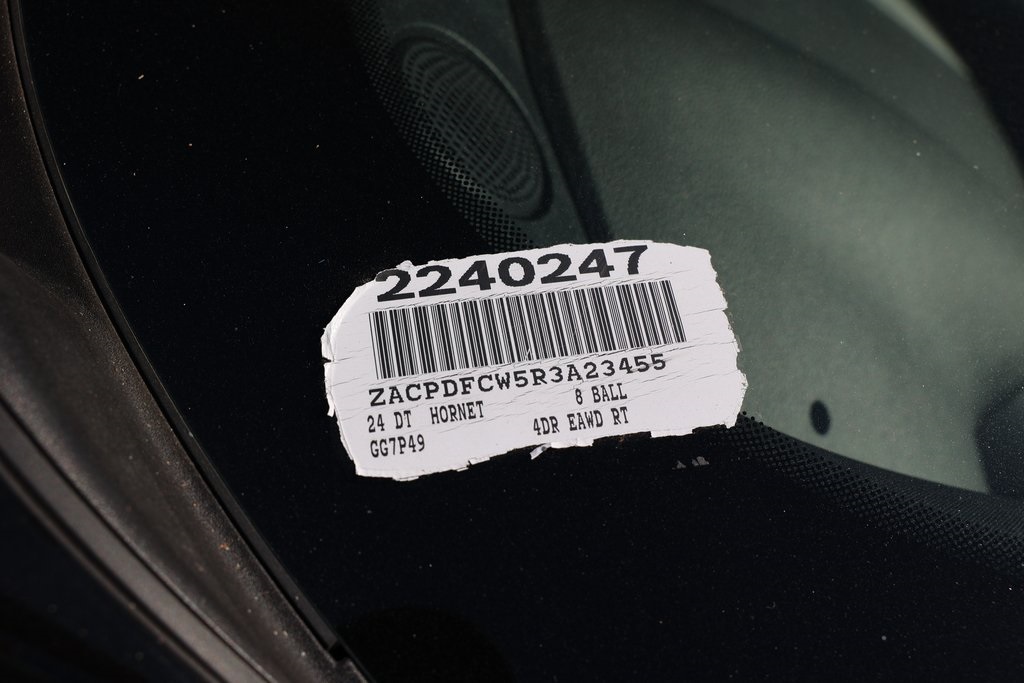 2240247
ZACPDFCW5R3A23455
24 DT HORNET 8 BALL
GG7P49 4DR EAWD RT